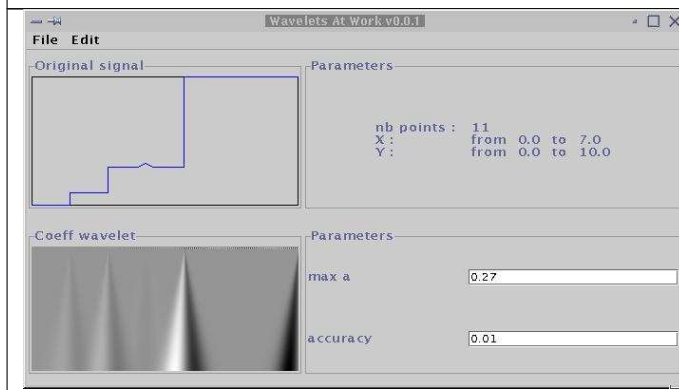 Wavelets At Work v0.0.1
File Edit
Original signal
Parameters
nb points : 11
X : from 0.0 to 7.0
Y : from 0.0 to 10.0
Coeff wavelet
Parameters
max a 0.27
accuracy 0.01